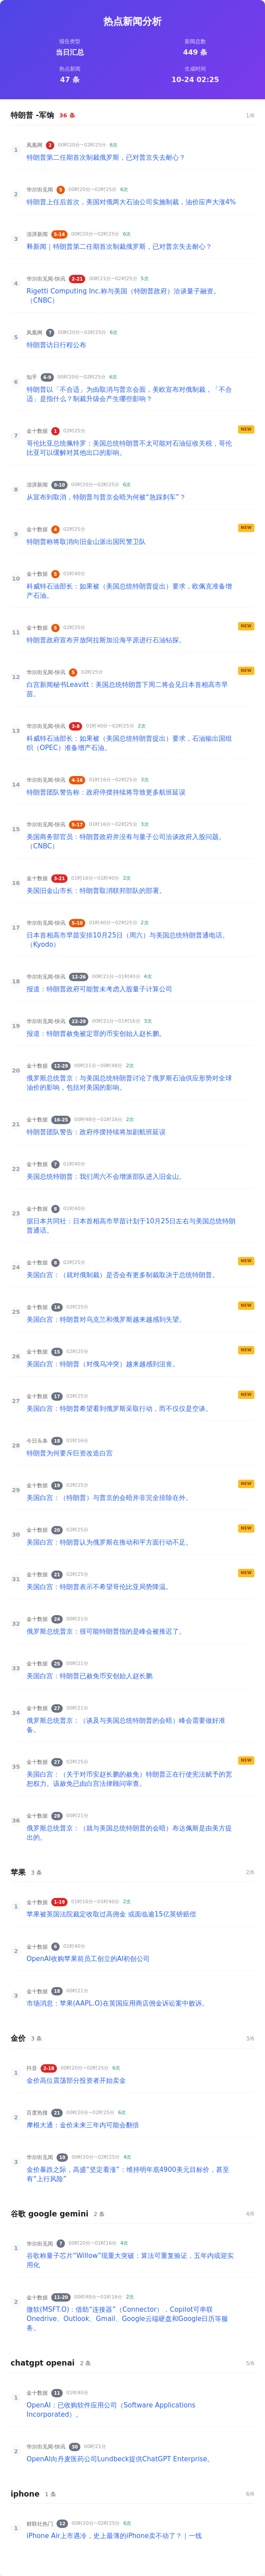 热点新闻分析
报告类型
新闻总数
当日汇总
449 条
热点新闻
生成时间
47 条
10-24 02:25
特朗普 -军饷 36 条 1/6
1
凤凰网 2 00时20分~02时25分 6次
特朗普第二任期首次制裁俄罗斯，已对普京失去耐心？
2
华尔街见闻 5 00时20分~02时25分 6次
特朗普上任后首次，美国对俄两大石油公司实施制裁，油价应声大涨4%
3
澎湃新闻 5-14 00时20分~02时25分 6次
释新闻｜特朗普第二任期首次制裁俄罗斯，已对普京失去耐心？
4
华尔街见闻-快讯 2-21 00时21分~02时25分 5次
Rigetti Computing Inc.称与美国（特朗普政府）洽谈量子融资。
（CNBC）
5
凤凰网 7 00时20分~02时25分 6次
特朗普访日行程公布
6
知乎 6-9 00时20分~02时25分 6次
特朗普以「不合适」为由取消与普京会面，美欧宣布对俄制裁，「不合
适」是指什么？制裁升级会产生哪些影响？
7
金十数据 1 02时25分 NEW
哥伦比亚总统佩特罗：美国总统特朗普不太可能对石油征收关税，哥伦
比亚可以缓解对其他出口的影响。
8
澎湃新闻 9-10 00时20分~02时25分 6次
从宣布到取消，特朗普与普京会晤为何被“急踩刹车”？
9
金十数据 4 02时25分 NEW
特朗普称将取消向旧金山派出国民警卫队
10
金十数据 5 01时40分
科威特石油部长：如果被（美国总统特朗普提出）要求，欧佩克准备增
产石油。
11
金十数据 5 02时25分 NEW
特朗普政府宣布开放阿拉斯加沿海平原进行石油钻探。
12
华尔街见闻-快讯 5 02时25分 NEW
白宫新闻秘书Leavitt：美国总统特朗普下周二将会见日本首相高市早
苗。
13
华尔街见闻-快讯 3-8 01时40分~02时25分 2次
科威特石油部长：如果被（美国总统特朗普提出）要求，石油输出国组
织（OPEC）准备增产石油。
14
华尔街见闻-快讯 4-16 01时16分~02时25分 3次
特朗普团队警告称：政府停摆持续将导致更多航班延误
15
华尔街见闻-快讯 5-17 01时16分~02时25分 3次
美国商务部官员：特朗普政府并没有与量子公司洽谈政府入股问题。
（CNBC）
16
金十数据 3-21 01时16分~01时40分 2次
美国旧金山市长：特朗普取消联邦部队的部署。
17
华尔街见闻-快讯 5-10 01时40分~02时25分 2次
日本首相高市早苗安排10月25日（周六）与美国总统特朗普通电话。
（Kyodo）
18
华尔街见闻-快讯 12-26 00时21分~01时40分 4次
报道：特朗普政府可能暂未考虑入股量子计算公司
19
华尔街见闻-快讯 22-29 00时21分~01时16分 3次
报道：特朗普赦免被定罪的币安创始人赵长鹏。
20
金十数据 12-29 00时21分~00时48分 2次
俄罗斯总统普京：与美国总统特朗普讨论了俄罗斯石油供应形势对全球
油价的影响，包括对美国的影响。
21
金十数据 16-25 00时48分~01时16分 2次
特朗普团队警告：政府停摆持续将加剧航班延误
22
金十数据 7 01时40分
美国总统特朗普：我们周六不会增派部队进入旧金山。
23
金十数据 8 01时40分
据日本共同社：日本首相高市早苗计划于10月25日左右与美国总统特朗
普通话。
24
金十数据 8 02时25分 NEW
美国白宫：（就对俄制裁）是否会有更多制裁取决于总统特朗普。
25
金十数据 14 02时25分 NEW
美国白宫：特朗普对乌克兰和俄罗斯越来越感到失望。
26
金十数据 15 02时25分 NEW
美国白宫：特朗普（对俄乌冲突）越来越感到沮丧。
27
金十数据 17 02时25分 NEW
美国白宫：特朗普希望看到俄罗斯采取行动，而不仅仅是空谈。
28
今日头条 18 01时16分
特朗普为何要斥巨资改造白宫
29
金十数据 19 02时25分 NEW
美国白宫：（特朗普）与普京的会晤并非完全排除在外。
30
金十数据 20 02时25分 NEW
美国白宫：特朗普认为俄罗斯在推动和平方面行动不足。
31
金十数据 21 02时25分 NEW
美国白宫：特朗普表示不希望哥伦比亚局势降温。
32
金十数据 24 00时21分
俄罗斯总统普京：很可能特朗普指的是峰会被推迟了。
33
金十数据 25 00时21分
美国白宫：特朗普已赦免币安创始人赵长鹏
34
金十数据 27 00时21分
俄罗斯总统普京：（谈及与美国总统特朗普的会晤）峰会需要做好准
备。
35
金十数据 27 02时25分 NEW
美国白宫：（关于对币安赵长鹏的赦免）特朗普正在行使宪法赋予的宽
恕权力。该赦免已由白宫法律顾问审查。
36
金十数据 29 00时21分
俄罗斯总统普京：（就与美国总统特朗普的会晤）布达佩斯是由美方提
出的。
苹果 3 条 2/6
1
金十数据 1-19 01时16分~01时40分 2次
苹果被英国法院裁定收取过高佣金 或面临逾15亿英镑赔偿
2
金十数据 6 01时40分
OpenAI收购苹果前员工创立的AI初创公司
3
金十数据 18 00时21分
市场消息：苹果(AAPL.O)在英国应用商店佣金诉讼案中败诉。
金价 3 条 3/6
1
抖音 2-18 00时20分~02时25分 6次
金价高位震荡部分投资者开始卖金
2
百度热搜 21 00时20分~02时25分 6次
摩根大通：金价未来三年内可能会翻倍
3
华尔街见闻 10 00时20分~02时25分 4次
金价暴跌之际，高盛“坚定看涨”：维持明年底4900美元目标价，甚至
有“上行风险”
谷歌 google gemini 2 条 4/6
1
华尔街见闻 7 00时20分~01时16分 4次
谷歌称量子芯片“Willow”现重大突破：算法可重复验证，五年内或迎实
用化
2
金十数据 11-20 00时48分~01时16分 2次
微软(MSFT.O)：借助“连接器”（Connector），Copilot可串联
Onedrive、Outlook、Gmail、Google云端硬盘和Google日历等服
务。
chatgpt openai 2 条 5/6
1
金十数据 11 01时40分
OpenAI：已收购软件应用公司（Software Applications
Incorporated）。
2
华尔街见闻-快讯 30 00时21分
OpenAI向丹麦医药公司Lundbeck提供ChatGPT Enterprise。
iphone 1 条 6/6
1
财联社热门 12 00时20分~02时25分 6次
iPhone Air上市遇冷，史上最薄的iPhone卖不动了？｜一线